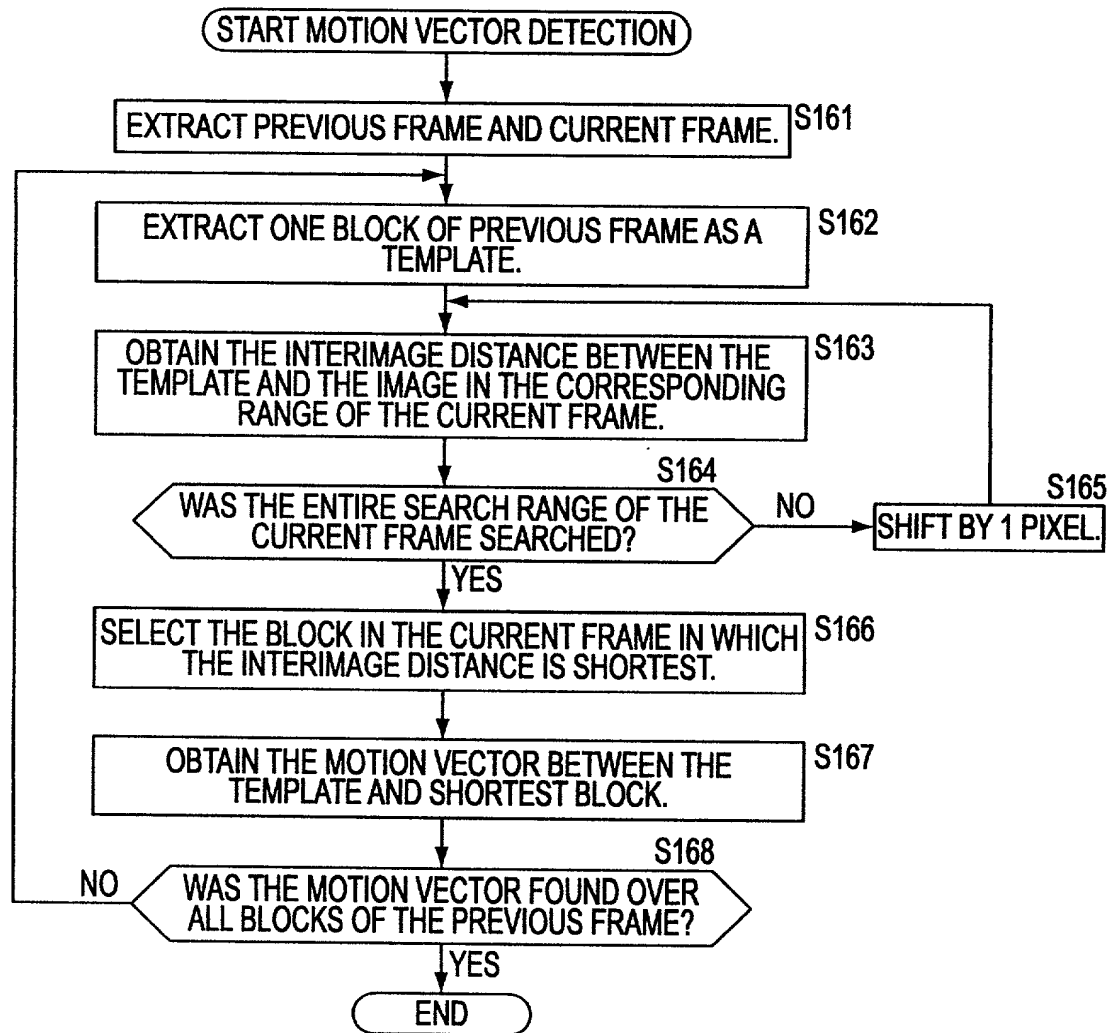 START MOTION VECTOR DETECTION
EXTRACT PREVIOUS FRAME AND CURRENT FRAME.
S161
EXTRACT ONE BLOCK OF PREVIOUS FRAME AS A
TEMPLATE.
S162
OBTAIN THE INTERIMAGE DISTANCE BETWEEN THE
TEMPLATE AND THE IMAGE IN THE CORRESPONDING
RANGE OF THE CURRENT FRAME.
S163
S164
WAS THE ENTIRE SEARCH RANGE OF THE
CURRENT FRAME SEARCHED?
NO
S165
SHIFT BY 1 PIXEL.
YES
SELECT THE BLOCK IN THE CURRENT FRAME IN WHICH
THE INTERIMAGE DISTANCE IS SHORTEST.
S166
OBTAIN THE MOTION VECTOR BETWEEN THE
TEMPLATE AND SHORTEST BLOCK.
S167
S168
NO
WAS THE MOTION VECTOR FOUND OVER
ALL BLOCKS OF THE PREVIOUS FRAME?
YES
END